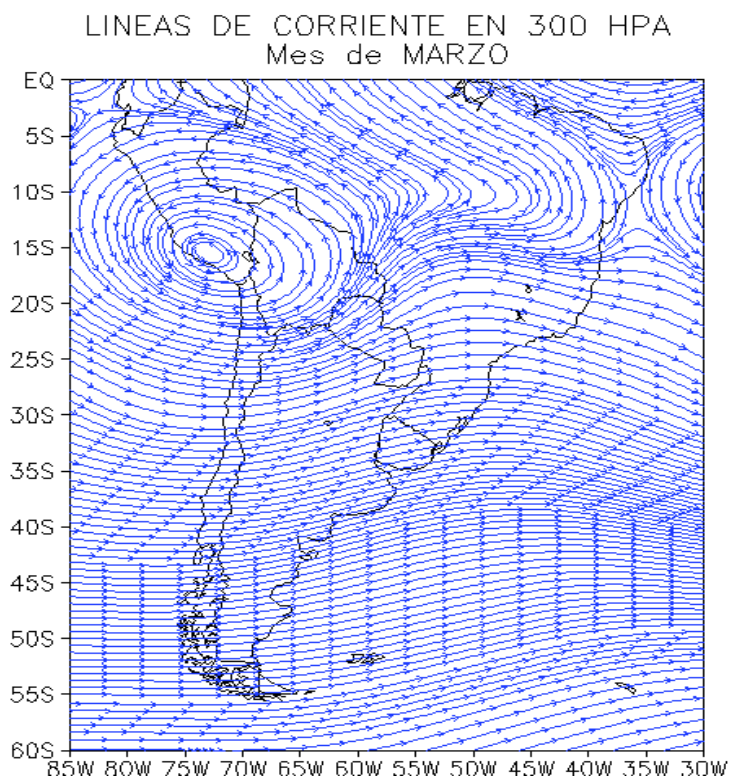 LINEAS DE CORRIENTE EN 300 HPA
Mes de MARZO
EQ
5S
10S
15S
20S
25S
30S
35S
40S
45S
50S
55S
60S
85W 80W 75W 70W 65W 60W 55W 50W 45W 40W 35W 30W